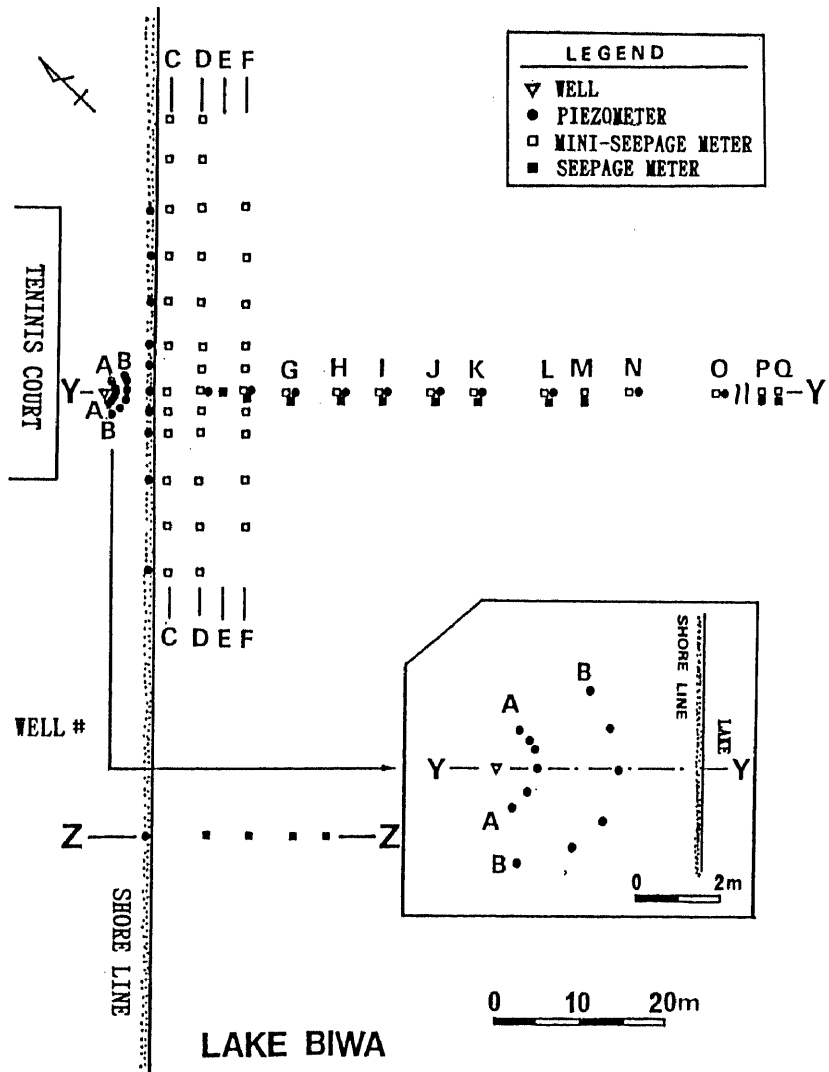 C D E F
LEGEND
WELL
PIEZOMETER
MINI-SEEPAGE METER
SEEPAGE METER
TENINIS COURT
A B
Y
A
B
G H I J K L M N O P Q
Y
C D E F
WELL #
Z Z
SHORE LINE
SHORE LINE
LAKE
B
A
Y Y
A
B
0 2m
0 10 20m
LAKE BIWA